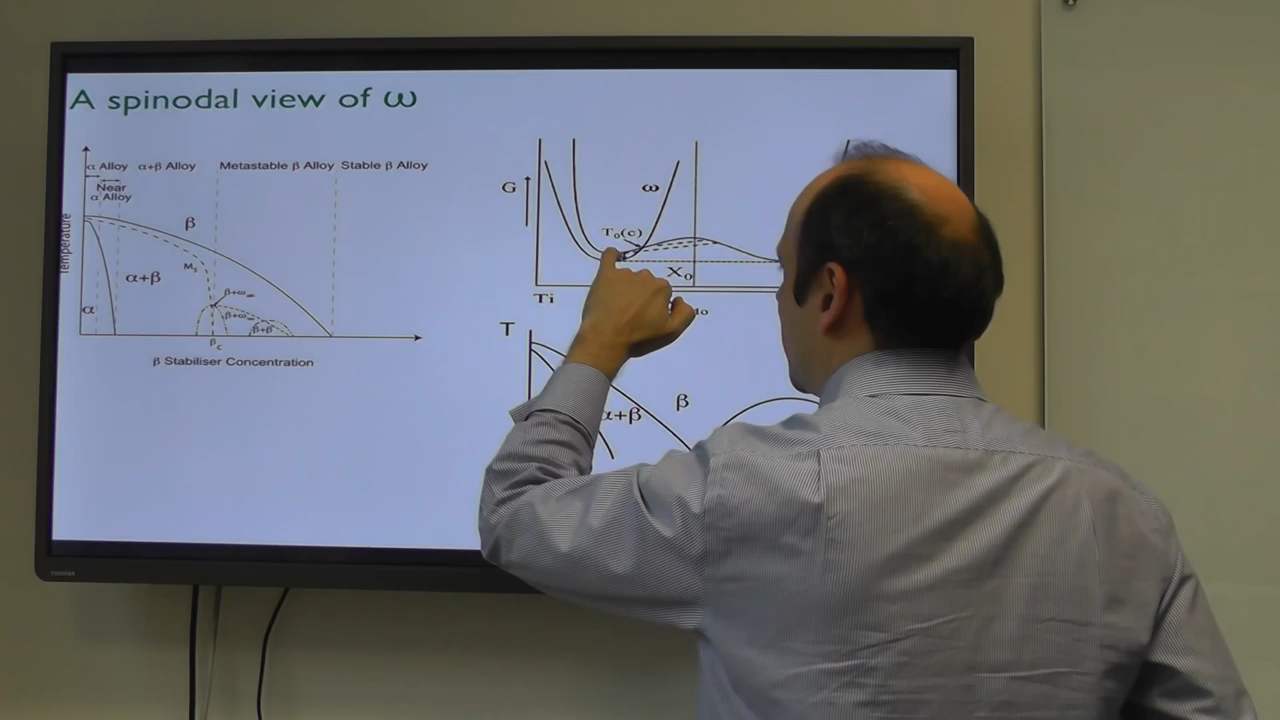 A spinodal view of ω
α Alloy
α+β Alloy
Metastable β Alloy
Stable β Alloy
Near
α Alloy
Temperature
β
Ms
α+β
α
β+β
βc
β Stabiliser Concentration
G
ω
T₀(c)
X₀
Ti
T
α+β
β
TOSHIBA